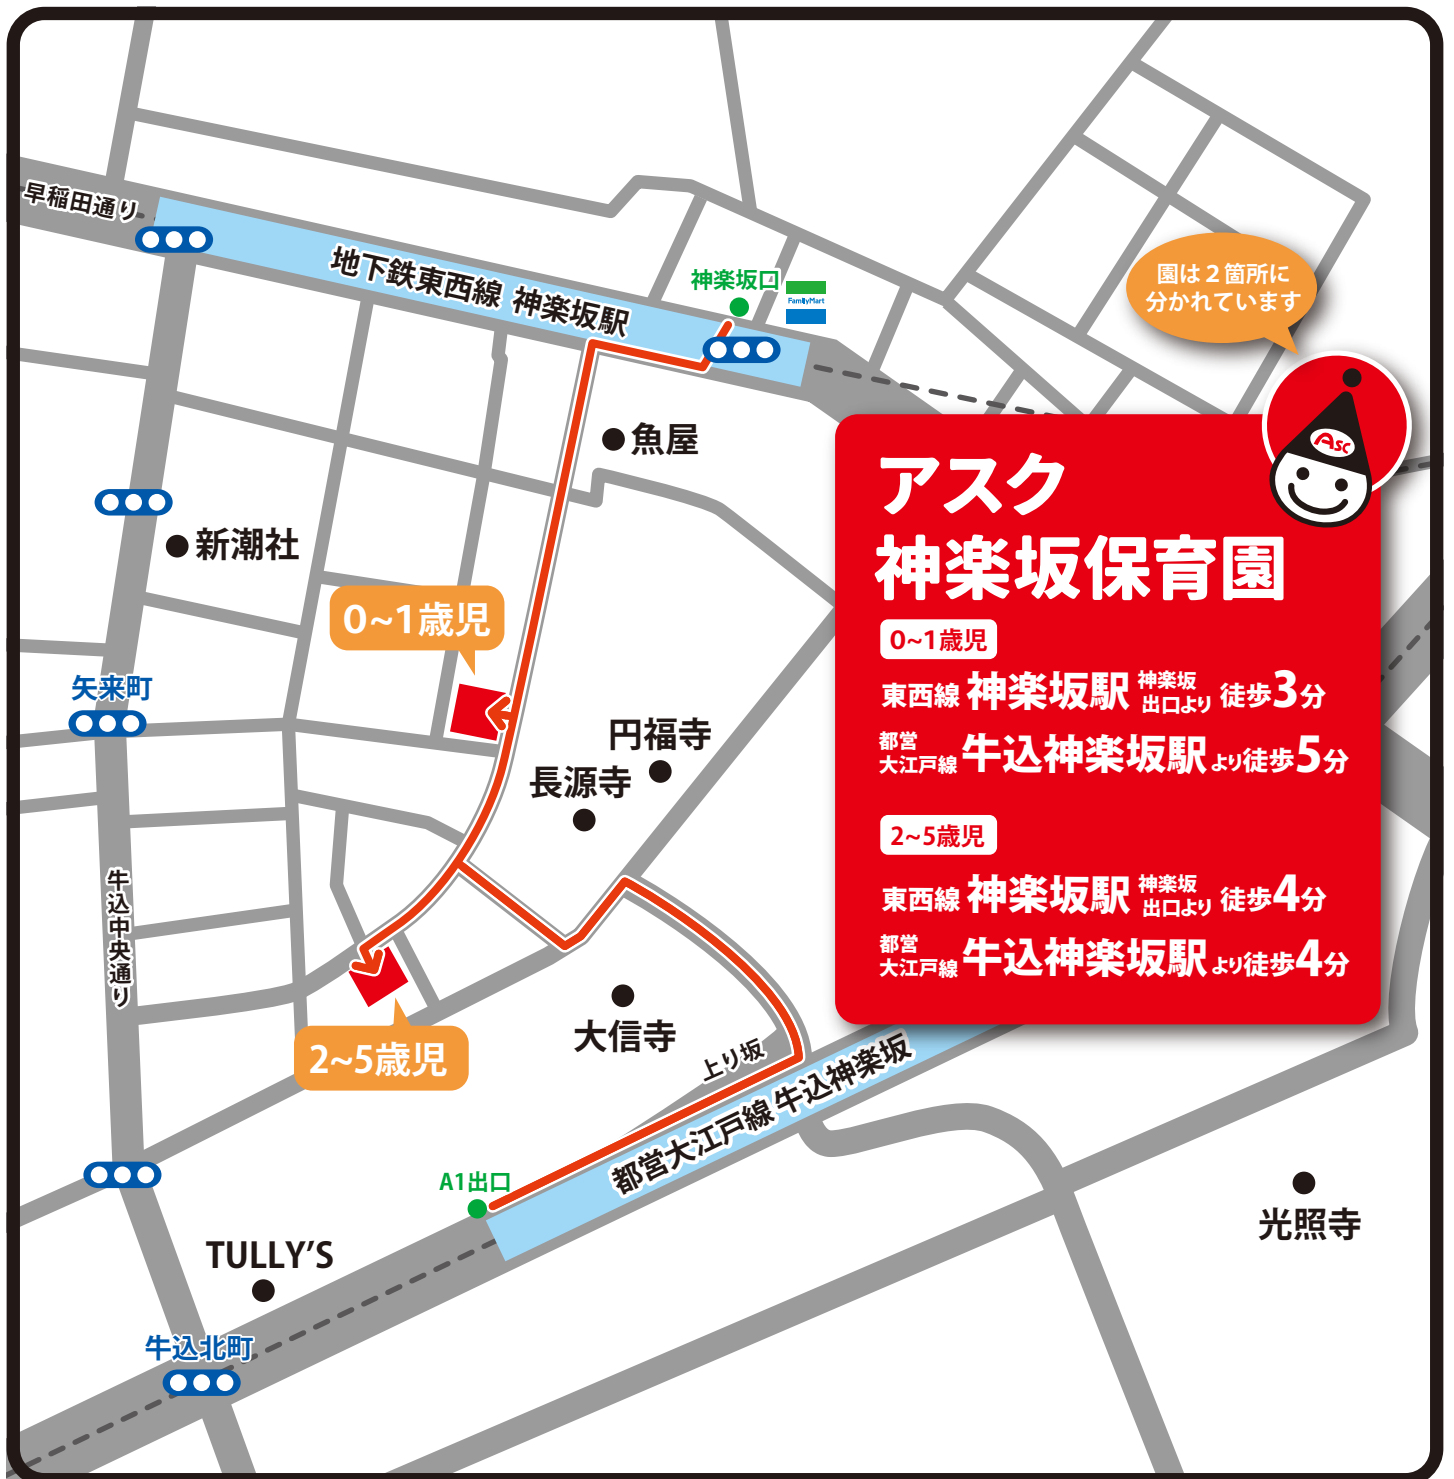 早稲田通り
地下鉄東西線 神楽坂駅
神楽坂口
FamilyMart
園は2箇所に
分かれています
Asc
魚屋
新潮社
0~1歳児
矢来町
円福寺
長源寺
牛込中央通り
2~5歳児
大信寺
上り坂
都営大江戸線 牛込神楽坂
A1出口
TULLY'S
牛込北町
光照寺
アスク
神楽坂保育園
0~1歳児
東西線 神楽坂駅 神楽坂出口より 徒歩3分
都営大江戸線 牛込神楽坂駅より徒歩5分
2~5歳児
東西線 神楽坂駅 神楽坂出口より 徒歩4分
都営大江戸線 牛込神楽坂駅より徒歩4分